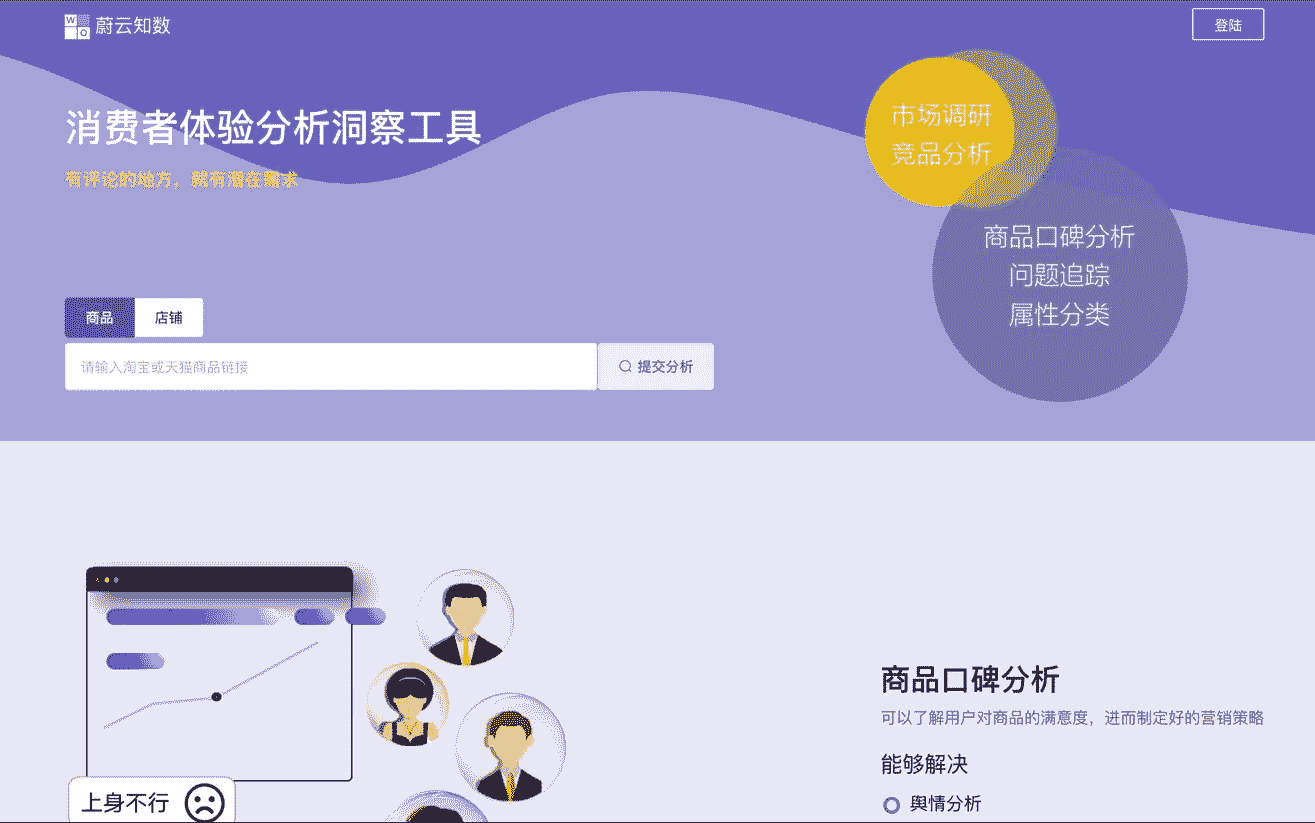 WO 蔚云知数
登陆
消费者体验分析洞察工具
有评论的地方，就有潜在需求
市场调研
竞品分析
商品口碑分析
问题追踪
属性分类
商品 店铺
请输入淘宝或天猫商品链接 提交分析
商品口碑分析
可以了解用户对商品的满意度，进而制定好的营销策略
能够解决
上身不行
舆情分析